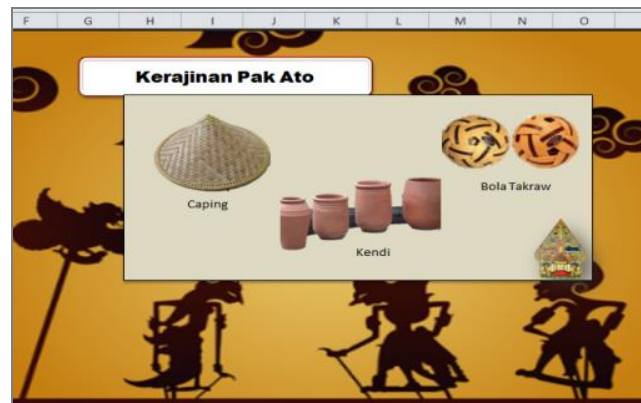 F G H I J K L M N O
Kerajinan Pak Ato
Caping
Kendi
Bola Takraw